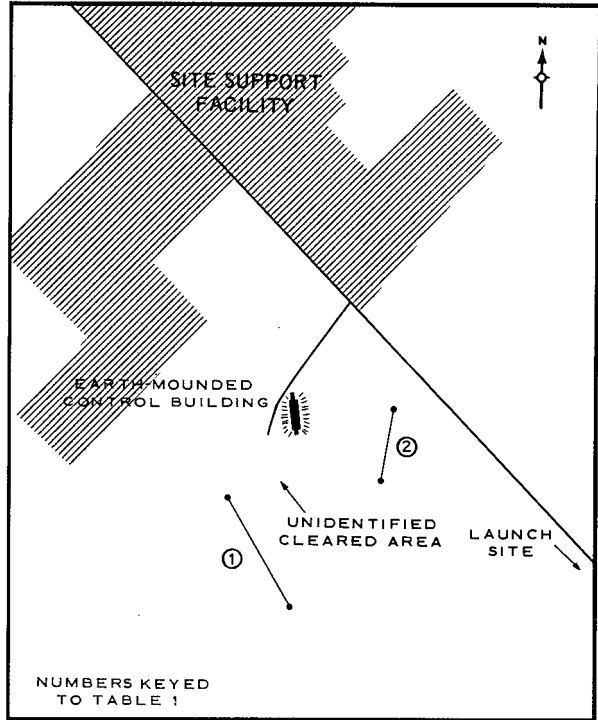 N
SITE SUPPORT
FACILITY
EARTH-MOUNDED
CONTROL BUILDING
2
UNIDENTIFIED
CLEARED AREA
LAUNCH
SITE
1
NUMBERS KEYED
TO TABLE 1